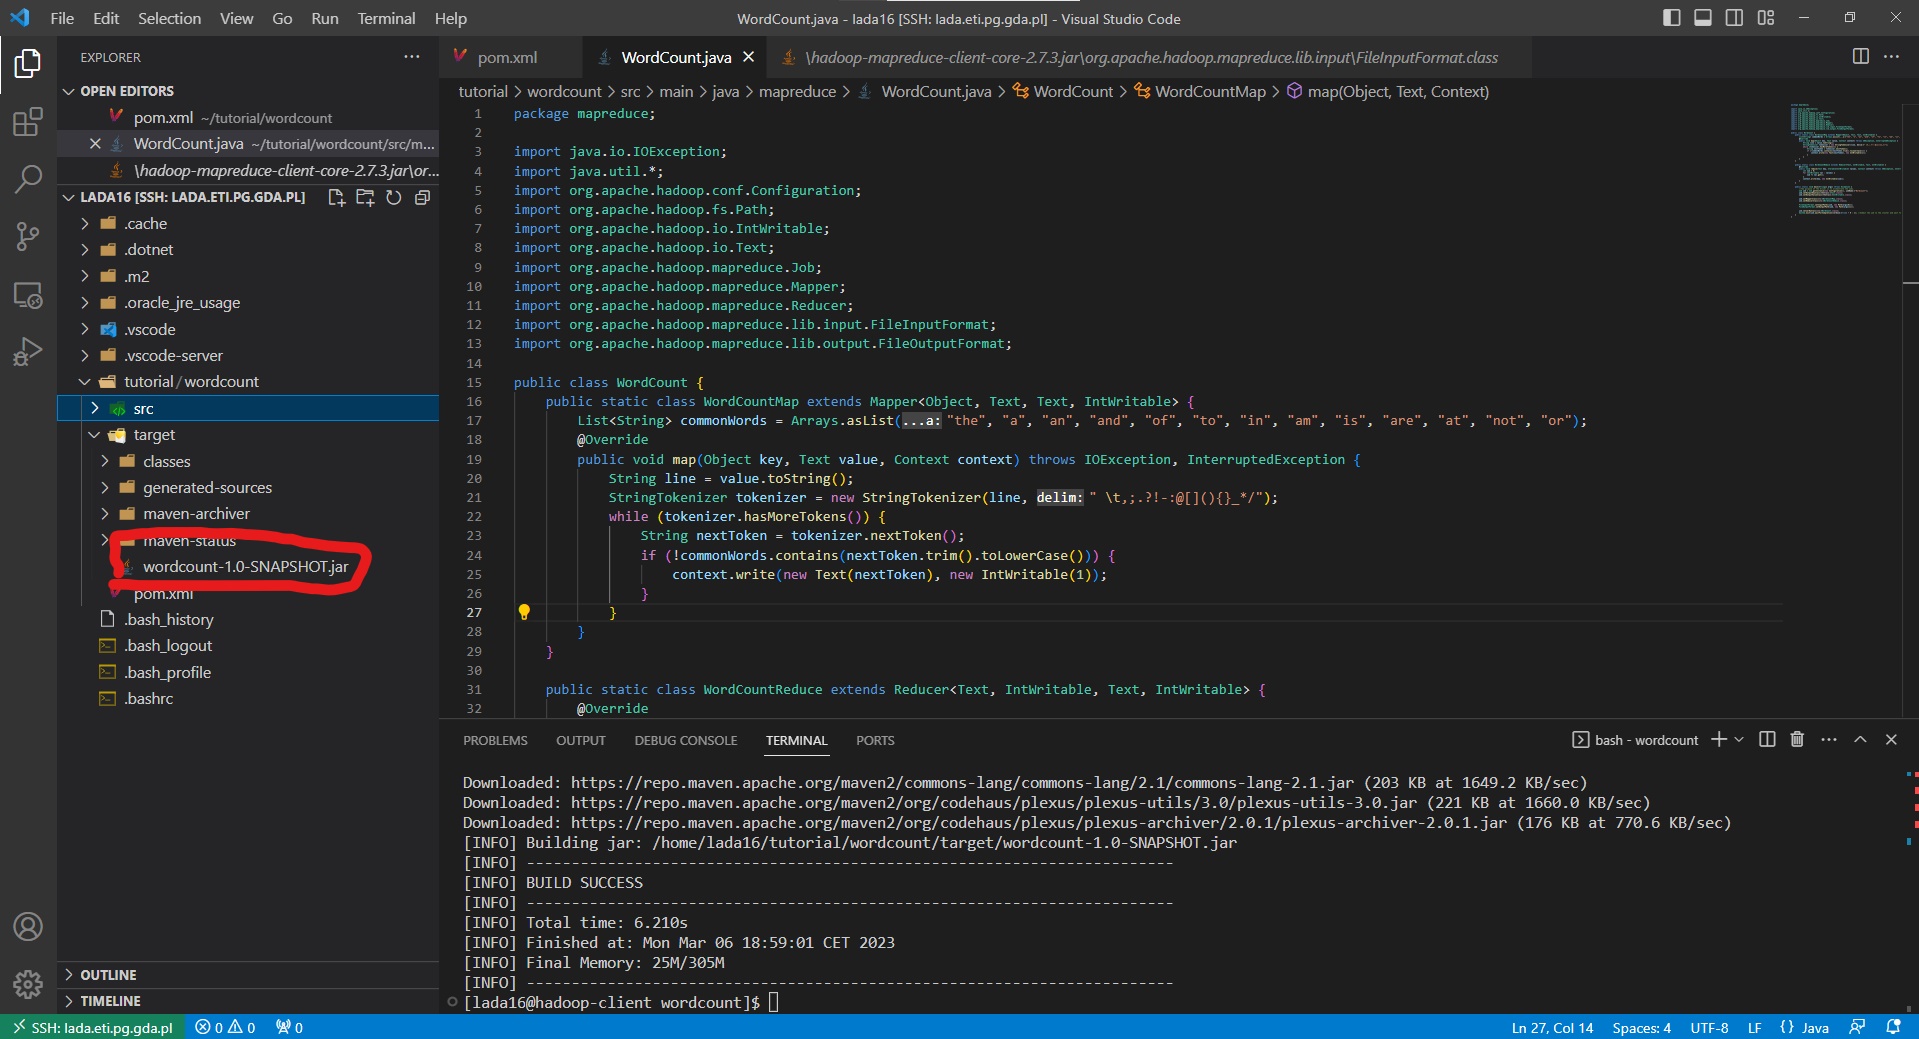 File Edit Selection View Go Run Terminal Help
WordCount.java - lada16 [SSH: lada.eti.pg.gda.pl] - Visual Studio Code
EXPLORER
OPEN EDITORS
pom.xml ~/tutorial/wordcount
WordCount.java ~/tutorial/wordcount/src/m...
\hadoop-mapreduce-client-core-2.7.3.jar\or...
LADA16 [SSH: LADA.ETI.PG.GDA.PL]
.cache
.dotnet
.m2
.oracle_jre_usage
.vscode
.vscode-server
tutorial/wordcount
src
target
classes
generated-sources
maven-archiver
maven-status
wordcount-1.0-SNAPSHOT.jar
pom.xml
.bash_history
.bash_logout
.bash_profile
.bashrc
OUTLINE
TIMELINE
pom.xml
WordCount.java
\hadoop-mapreduce-client-core-2.7.3.jar\org.apache.hadoop.mapreduce.lib.input\FileInputFormat.class
tutorial > wordcount > src > main > java > mapreduce > WordCount.java > WordCount > WordCountMap > map(Object, Text, Context)
1 package mapreduce;
2
3 import java.io.IOException;
4 import java.util.*;
5 import org.apache.hadoop.conf.Configuration;
6 import org.apache.hadoop.fs.Path;
7 import org.apache.hadoop.io.IntWritable;
8 import org.apache.hadoop.io.Text;
9 import org.apache.hadoop.mapreduce.Job;
10 import org.apache.hadoop.mapreduce.Mapper;
11 import org.apache.hadoop.mapreduce.Reducer;
12 import org.apache.hadoop.mapreduce.lib.input.FileInputFormat;
13 import org.apache.hadoop.mapreduce.lib.output.FileOutputFormat;
14
15 public class WordCount {
16 public static class WordCountMap extends Mapper<Object, Text, Text, IntWritable> {
17 List<String> commonWords = Arrays.asList(...a: "the", "a", "an", "and", "of", "to", "in", "am", "is", "are", "at", "not", "or");
18 @Override
19 public void map(Object key, Text value, Context context) throws IOException, InterruptedException {
20 String line = value.toString();
21 StringTokenizer tokenizer = new StringTokenizer(line, delim: " \t,;.?!-:@[](){}_*/");
22 while (tokenizer.hasMoreTokens()) {
23 String nextToken = tokenizer.nextToken();
24 if (!commonWords.contains(nextToken.trim().toLowerCase())) {
25 context.write(new Text(nextToken), new IntWritable(1));
26 }
27 }
28 }
29 }
30
31 public static class WordCountReduce extends Reducer<Text, IntWritable, Text, IntWritable> {
32 @Override
PROBLEMS OUTPUT DEBUG CONSOLE TERMINAL PORTS
bash - wordcount
Downloaded: https://repo.maven.apache.org/maven2/commons-lang/commons-lang/2.1/commons-lang-2.1.jar (203 KB at 1649.2 KB/sec)
Downloaded: https://repo.maven.apache.org/maven2/org/codehaus/plexus/plexus-utils/3.0/plexus-utils-3.0.jar (221 KB at 1660.0 KB/sec)
Downloaded: https://repo.maven.apache.org/maven2/org/codehaus/plexus/plexus-archiver/2.0.1/plexus-archiver-2.0.1.jar (176 KB at 770.6 KB/sec)
[INFO] Building jar: /home/lada16/tutorial/wordcount/target/wordcount-1.0-SNAPSHOT.jar
[INFO] ------------------------------------------------------------------------
[INFO] BUILD SUCCESS
[INFO] ------------------------------------------------------------------------
[INFO] Total time: 6.210s
[INFO] Finished at: Mon Mar 06 18:59:01 CET 2023
[INFO] Final Memory: 25M/305M
[INFO] ------------------------------------------------------------------------
[lada16@hadoop-client wordcount]$
SSH: lada.eti.pg.gda.pl 0 0 0
Ln 27, Col 14 Spaces: 4 UTF-8 LF {} Java